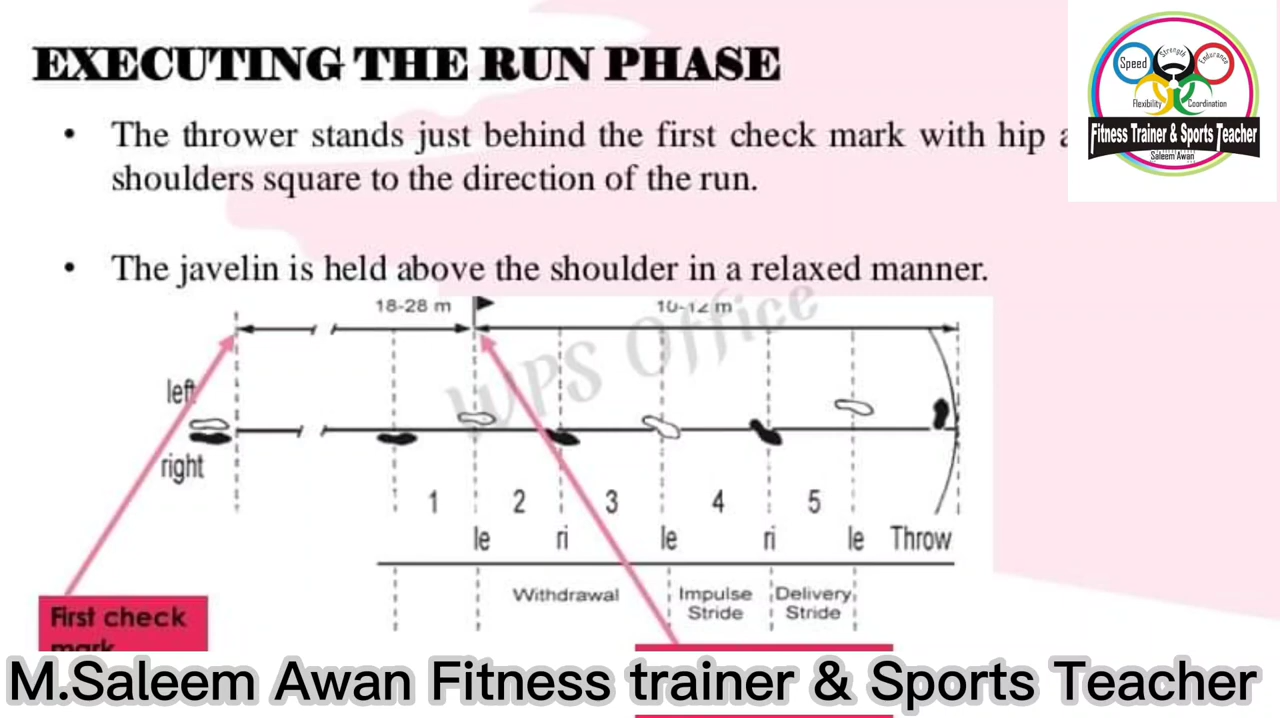 EXECUTING THE RUN PHASE
• The thrower stands just behind the first check mark with hip
shoulders square to the direction of the run.
• The javelin is held above the shoulder in a relaxed manner.
Speed
Strength
Endurance
Flexibility
Coordination
Fitness Trainer & Sports Teacher
Saleem Awan
18-28 m
10-12 m
WPS Office
left
right
1 2 3 4 5
le ri le ri le Throw
Withdrawal
Impulse
Stride
Delivery
Stride
First check
mark
M.Saleem Awan Fitness trainer & Sports Teacher